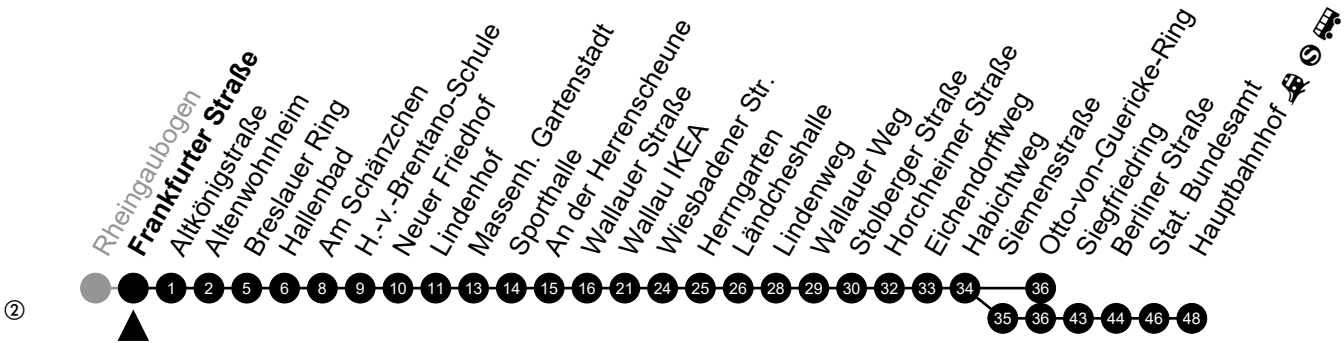 Rheingaubogen
Frankfurter Straße
Altkönigstraße
Altenwohnheim
Breslauer Ring
Hallenbad
Am Schänzchen
H.-v.-Brentano-Schule
Neuer Friedhof
Lindenhof
Massenh. Gartenstadt
Sporthalle
An der Herrenscheune
Wallauer Straße
Wallau IKEA
Wiesbadener Str.
Herrngarten
Ländcheshalle
Lindenweg
Wallauer Weg
Stolberger Straße
Horchheimer Straße
Eichendorffweg
Habichtweg
Siemensstraße
Otto-von-Guericke-Ring
Siegfriedring
Berliner Straße
Stat. Bundesamt
Hauptbahnhof Ⓢ
1 2 5 6 8 9 10 11 13 14 15 16 21 24 25 26 28 29 30 32 33 34 36
② 35 36 43 44 46 48